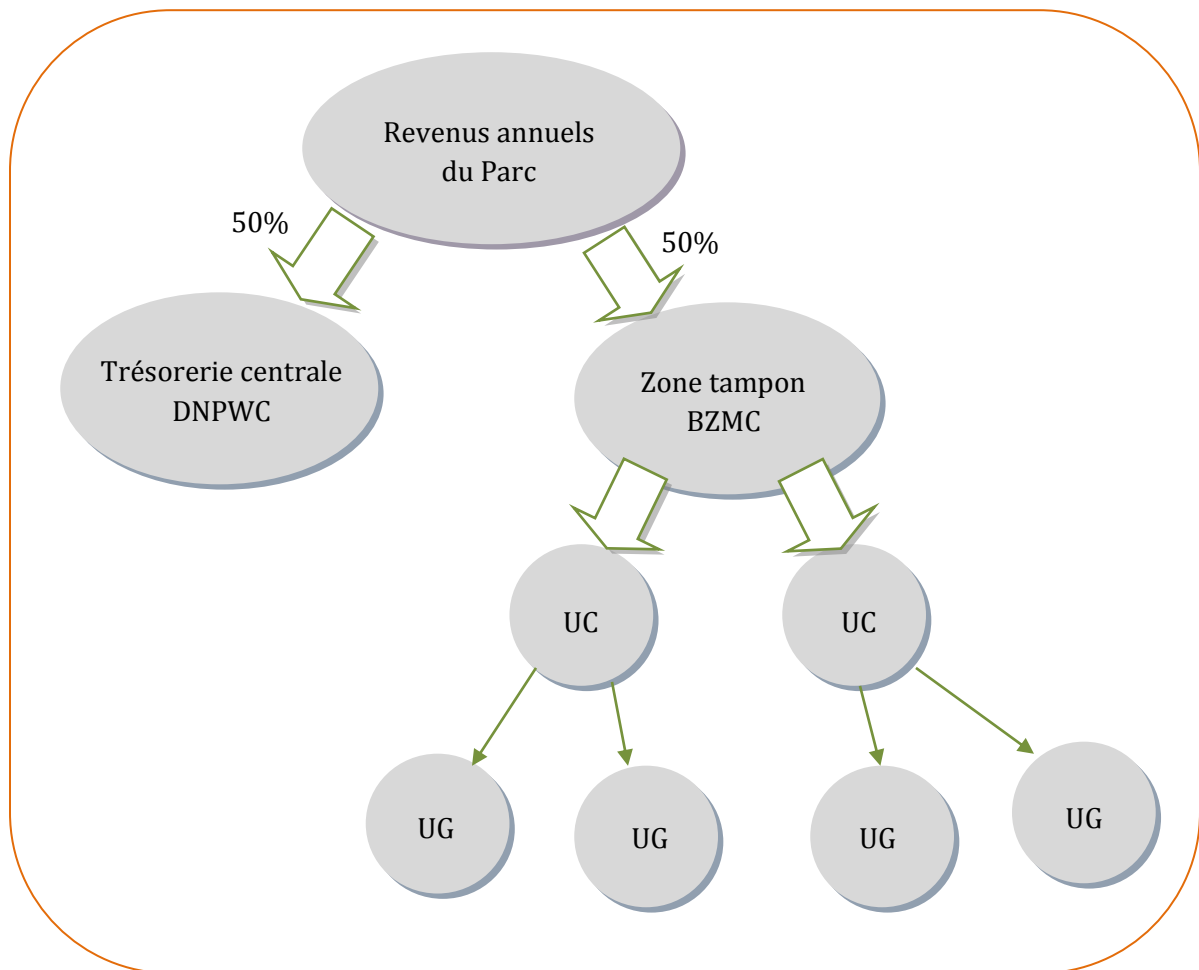 Revenus annuels
du Parc
50%
50%
Trésorerie centrale
DNPWC
Zone tampon
BZMC
UC
UC
UG
UG
UG
UG